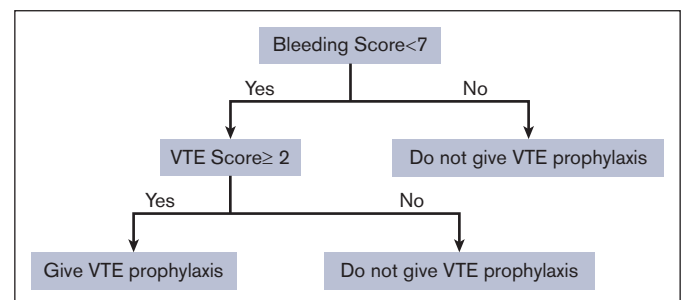 Bleeding Score<7
Yes
No
VTE Score≥ 2
Do not give VTE prophylaxis
Yes
No
Give VTE prophylaxis
Do not give VTE prophylaxis